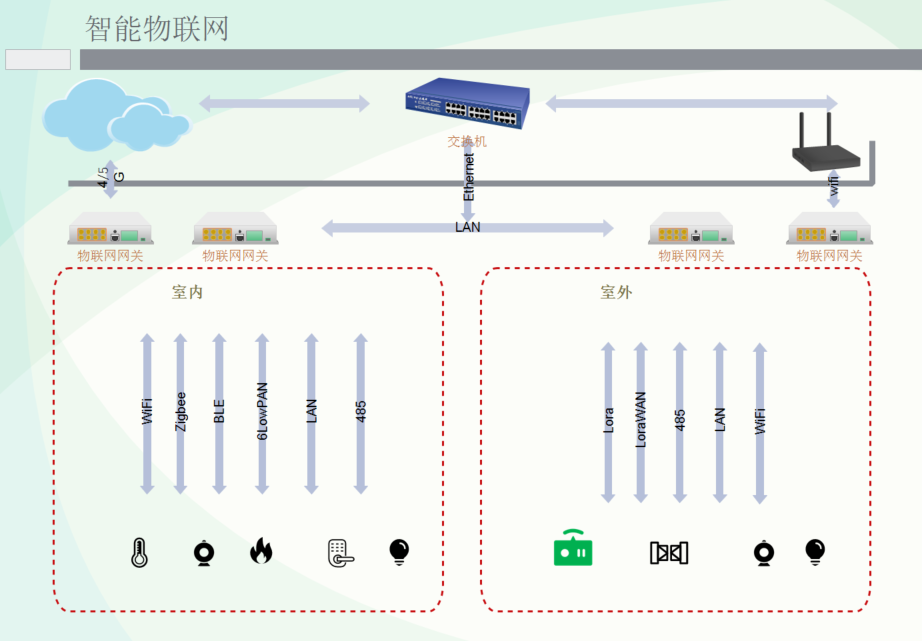 智能物联网
交换机
4/5
G
Ethernet
wifi
LAN
物联网网关
物联网网关
物联网网关
物联网网关
室内
室外
WiFi
Zigbee
BLE
6LowPAN
LAN
485
Lora
LoraWAN
485
LAN
WiFi